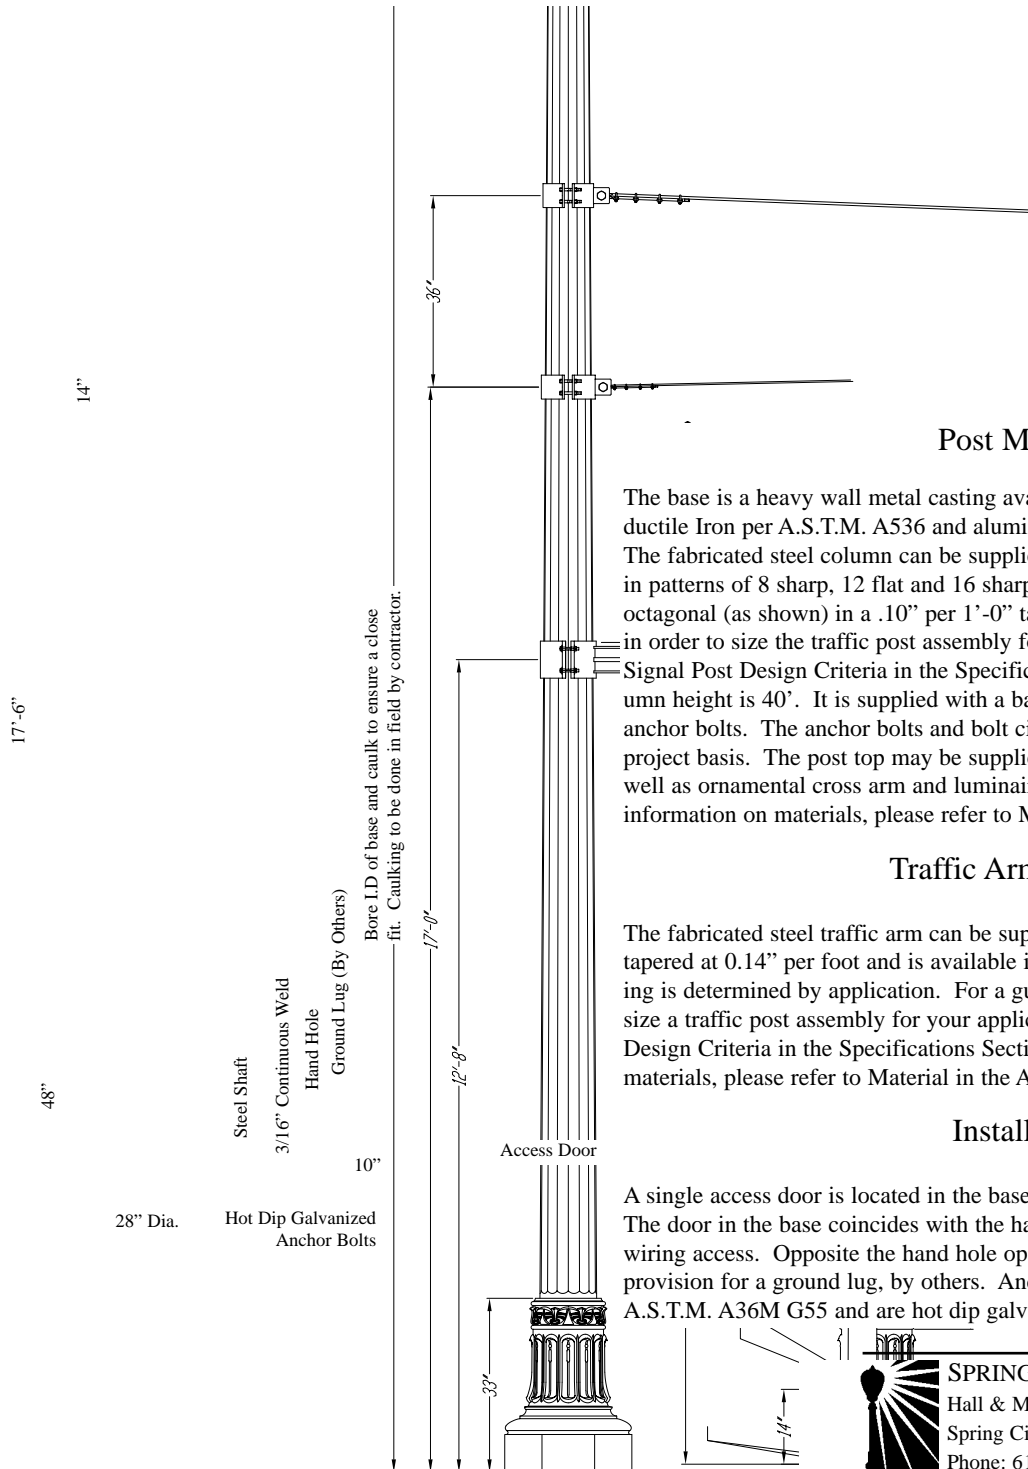 36"
14”
17’-6”
48”
28” Dia.
Steel Shaft
3/16” Continuous Weld
Hand Hole
Ground Lug (By Others)
10”
Hot Dip Galvanized
Anchor Bolts
Bore I.D of base and caulk to ensure a close
fit.  Caulking to be done in field by contractor.
17'-0"
12'-8"
Access Door
33"
14"
Post M
The base is a heavy wall metal casting ava
ductile Iron per A.S.T.M. A536 and alumi
The fabricated steel column can be supplie
in patterns of 8 sharp, 12 flat and 16 sharp
octagonal (as shown) in a .10” per 1’-0” ta
in order to size the traffic post assembly fo
Signal Post Design Criteria in the Specific
umn height is 40’.  It is supplied with a ba
anchor bolts.  The anchor bolts and bolt ci
project basis.  The post top may be supplie
well as ornamental cross arm and luminair
information on materials, please refer to M
Traffic Arm
The fabricated steel traffic arm can be sup
tapered at 0.14” per foot and is available i
ing is determined by application.  For a gu
size a traffic post assembly for your applic
Design Criteria in the Specifications Secti
materials, please refer to Material in the A
Install
A single access door is located in the base
The door in the base coincides with the ha
wiring access.  Opposite the hand hole op
provision for a ground lug, by others.  And
A.S.T.M. A36M G55 and are hot dip galv
SPRING
Hall & M
Spring Ci
Phone: 61